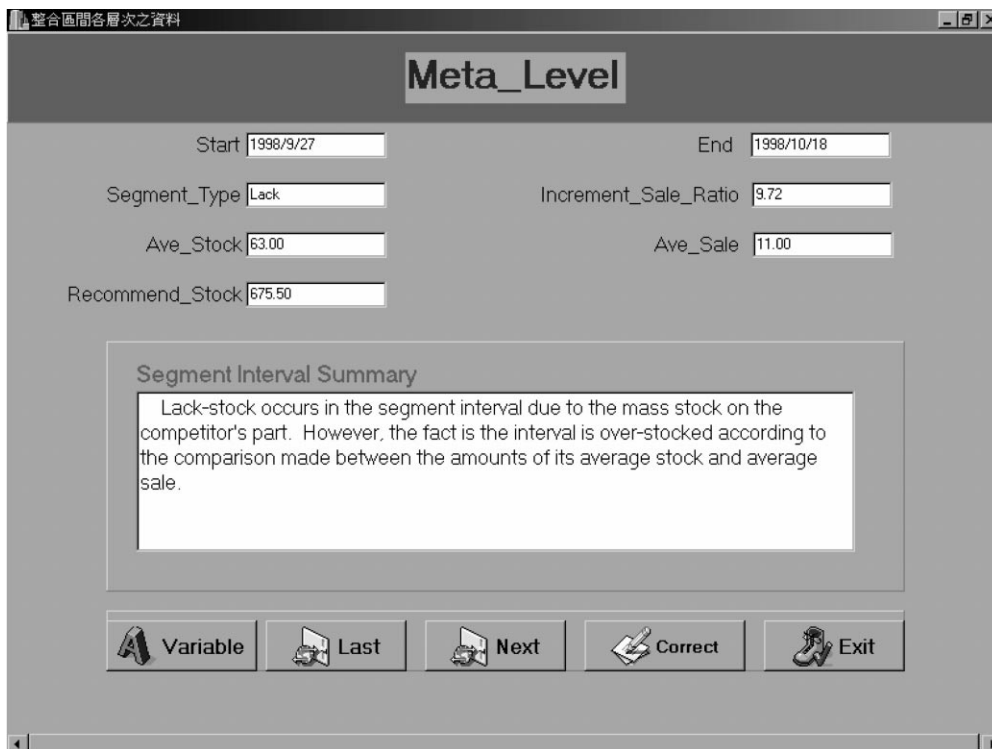 整合區間各層次之資料
Meta_Level
Start 1998/9/27 End 1998/10/18
Segment_Type Lack Increment_Sale_Ratio 9.72
Ave_Stock 63.00 Ave_Sale 11.00
Recommend_Stock 675.50
Segment Interval Summary
Lack-stock occurs in the segment interval due to the mass stock on the
competitor's part. However, the fact is the interval is over-stocked according to
the comparison made between the amounts of its average stock and average
sale.
Variable Last Next Correct Exit